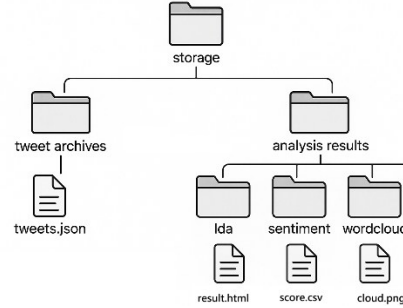 storage
tweet archives
analysis results
tweets.json
lda
sentiment
wordcloud
result.html
score.csv
cloud.png